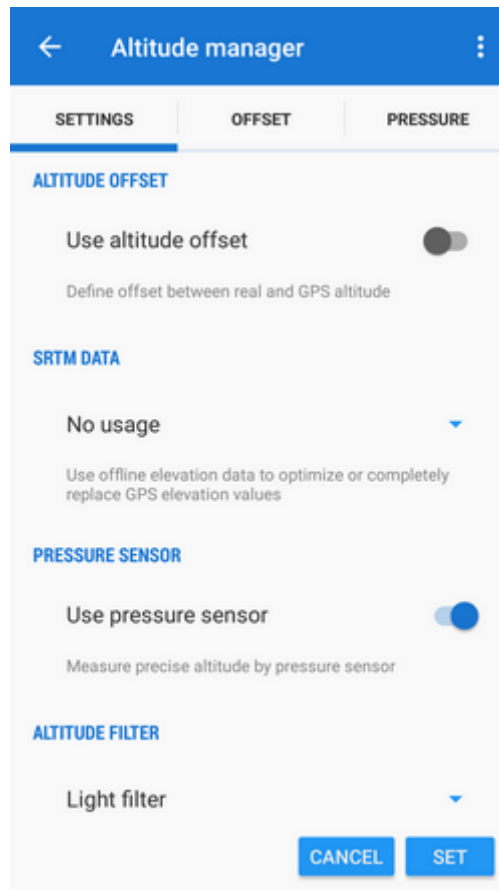 Altitude manager
SETTINGS OFFSET PRESSURE
ALTITUDE OFFSET
Use altitude offset
Define offset between real and GPS altitude
SRTM DATA
No usage
Use offline elevation data to optimize or completely
replace GPS elevation values
PRESSURE SENSOR
Use pressure sensor
Measure precise altitude by pressure sensor
ALTITUDE FILTER
Light filter
CANCEL SET